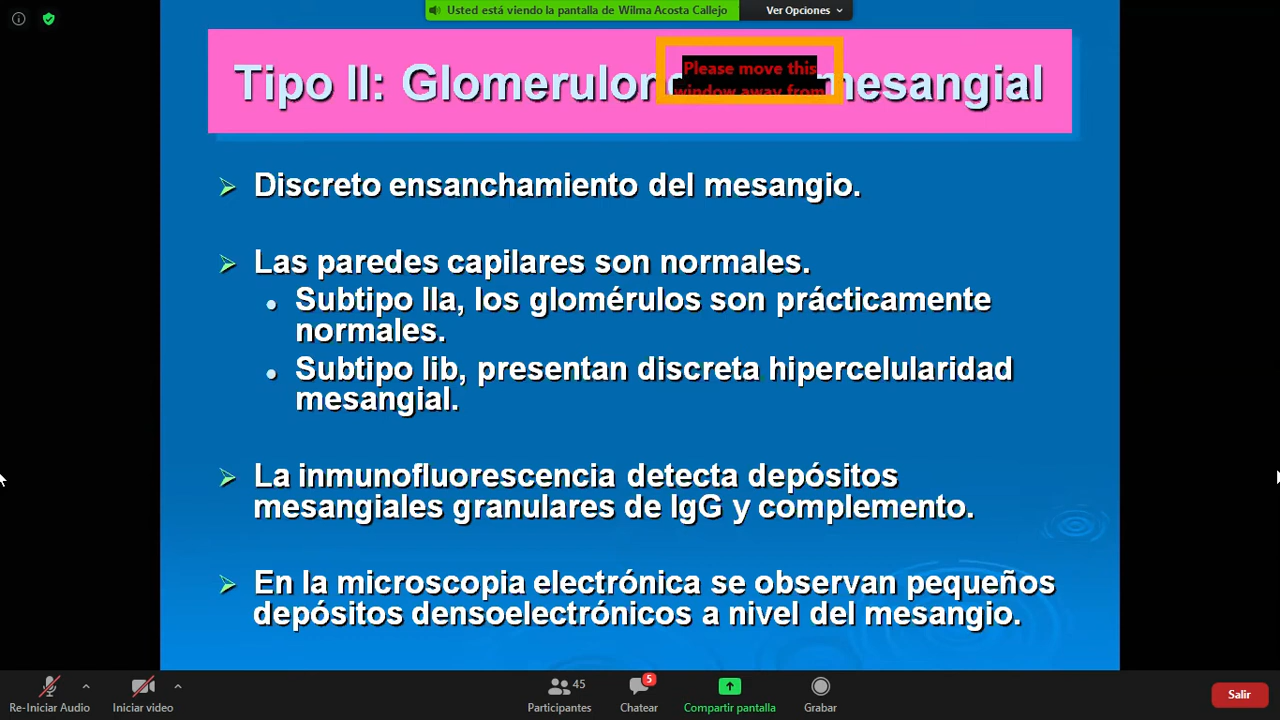 Usted está viendo la pantalla de Wilma Acosta Callejo
Ver Opciones
Tipo II: mesangial
Please move this
window away from
Discreto ensanchamiento del mesangio.
Las paredes capilares son normales.
Subtipo IIa, los glomérulos son prácticamente
normales.
Subtipo Iib, presentan discreta hipercelularidad
mesangial.
La inmunofluorescencia detecta depósitos
mesangiales granulares de IgG y complemento.
En la microscopia electrónica se observan pequeños
depósitos densoelectrónicos a nivel del mesangio.
Re-Iniciar Audio
Iniciar video
45
Participantes
5
Chatear
Compartir pantalla
Grabar
Salir